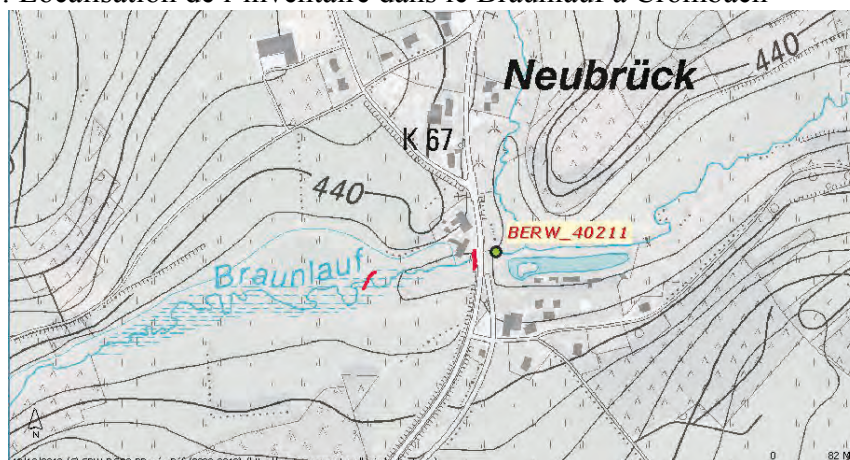 . Localisation de l'inventaire dans le Braunlauf à Crombach
440
Neubrück
K 67
440
BERW_40211
Braunlauf
N
0 82 M